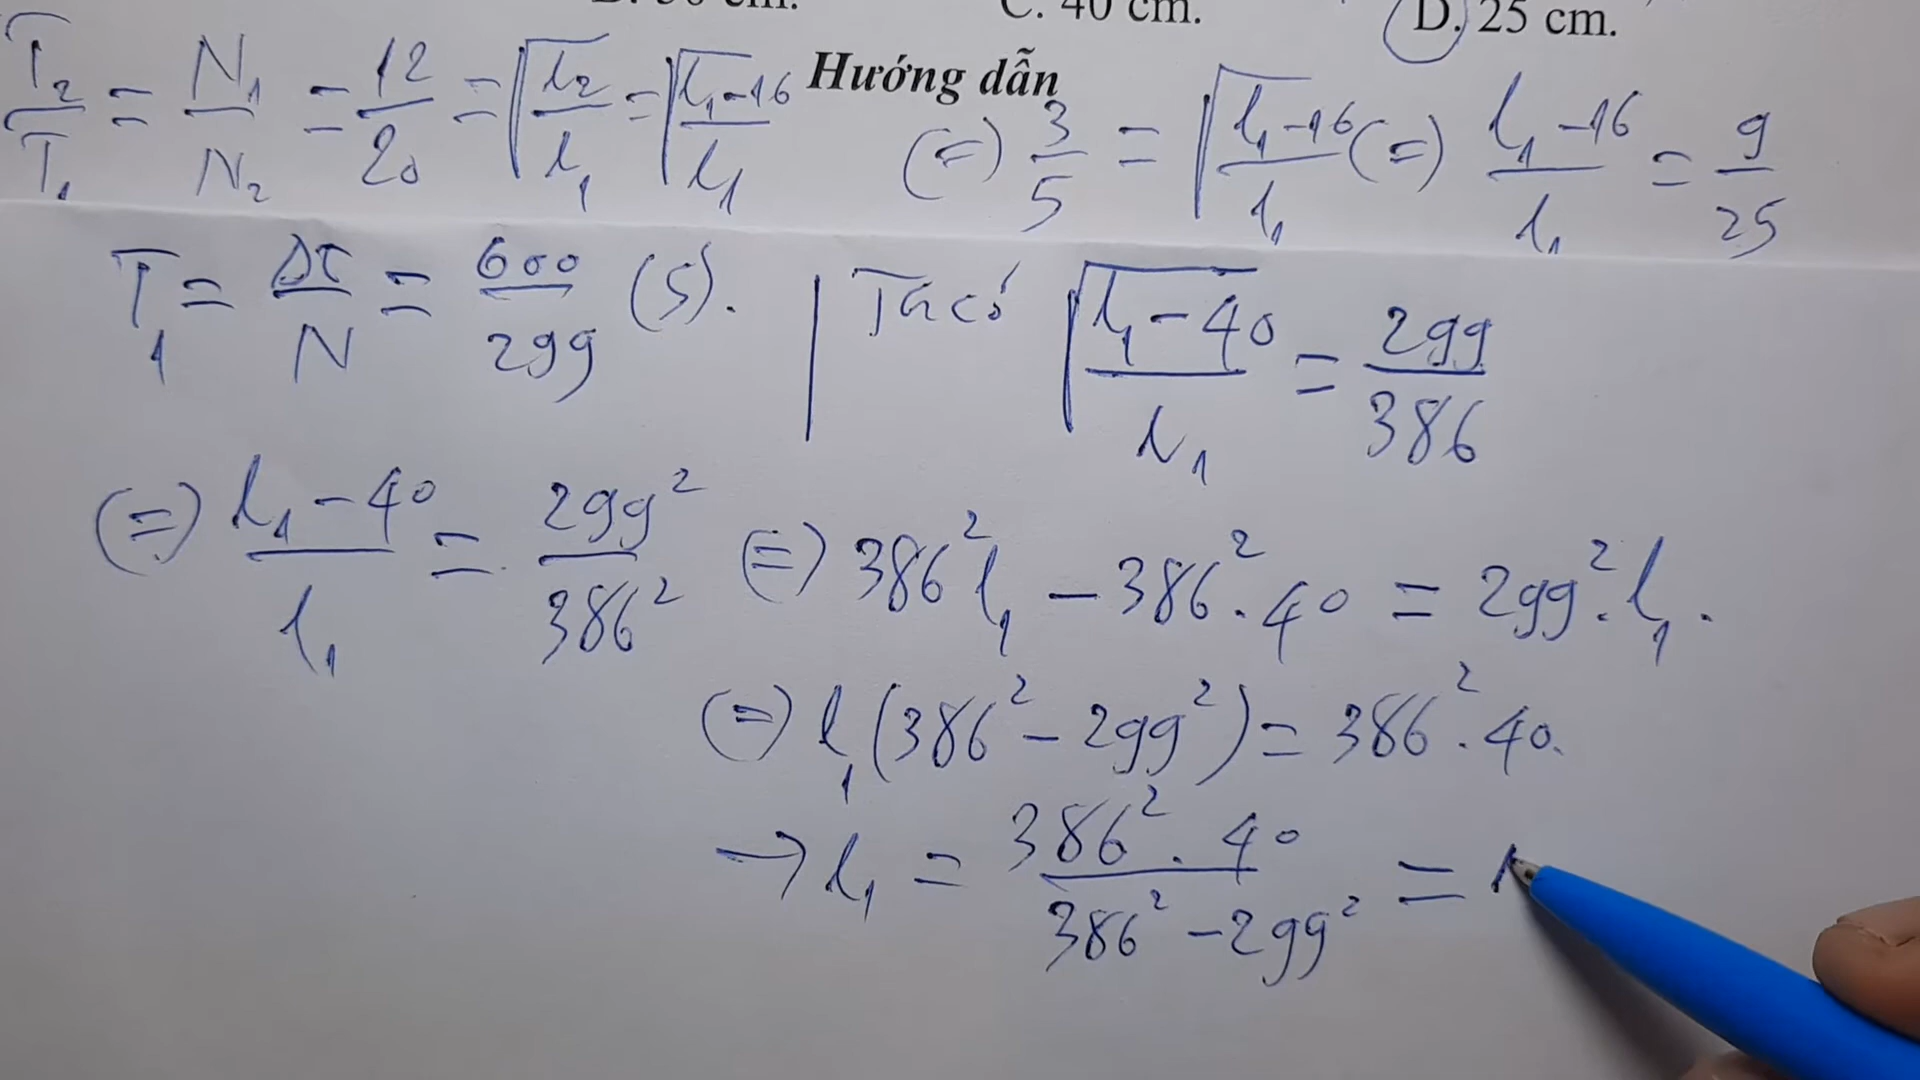 C. 40 cm. D. 25 cm.
T₂/T₁ = N₁/N₂ = 12/20 = √(l₂/l₁) = √((l₁-16)/l₁) Hướng dẫn (=) 3/5 = √((l₁-16)/l₁) (=) (l₁-16)/l₁ = 9/25
T₁ = Δt/N = 600/299 (s). | Ta có √((l₁-40)/l₁) = 299/386
(=) (l₁-40)/l₁ = 299²/386² (=) 386² l₁ - 386².40 = 299².l₁.
(=) l₁(386² - 299²) = 386².40.
→ l₁ = 386².40/(386² - 299²) =